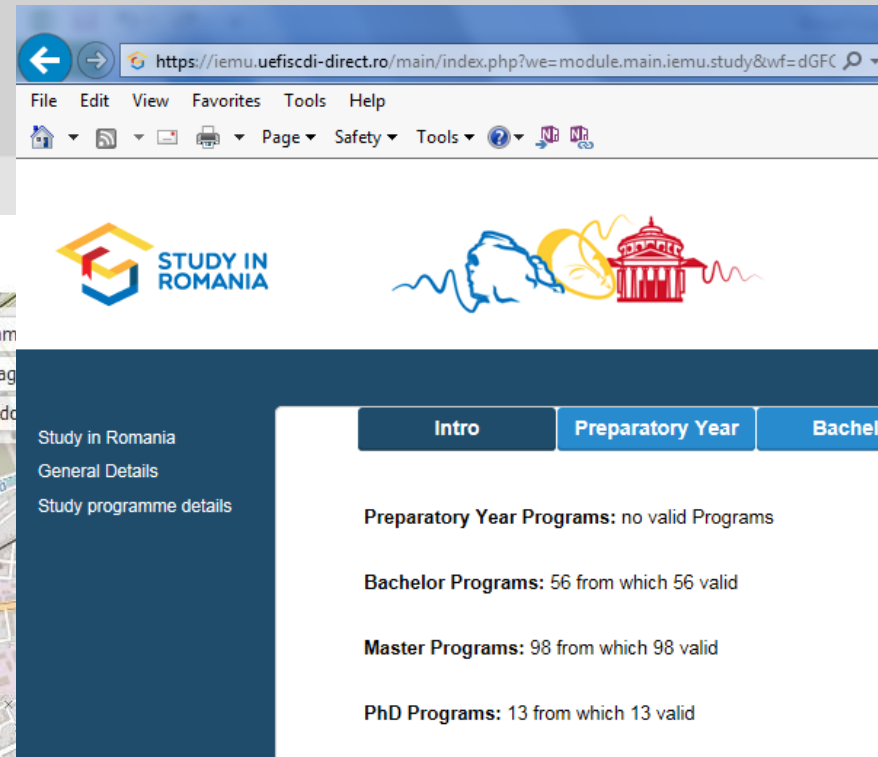 https://iemu.uefiscdi-direct.ro/main/index.php?we=module.main.iemu.study&wf=dGFC
File Edit View Favorites Tools Help
Page Safety Tools
STUDY IN
ROMANIA
Intro Preparatory Year Bachel
Study in Romania
General Details
Study programme details
Preparatory Year Programs: no valid Programs
Bachelor Programs: 56 from which 56 valid
Master Programs: 98 from which 98 valid
PhD Programs: 13 from which 13 valid